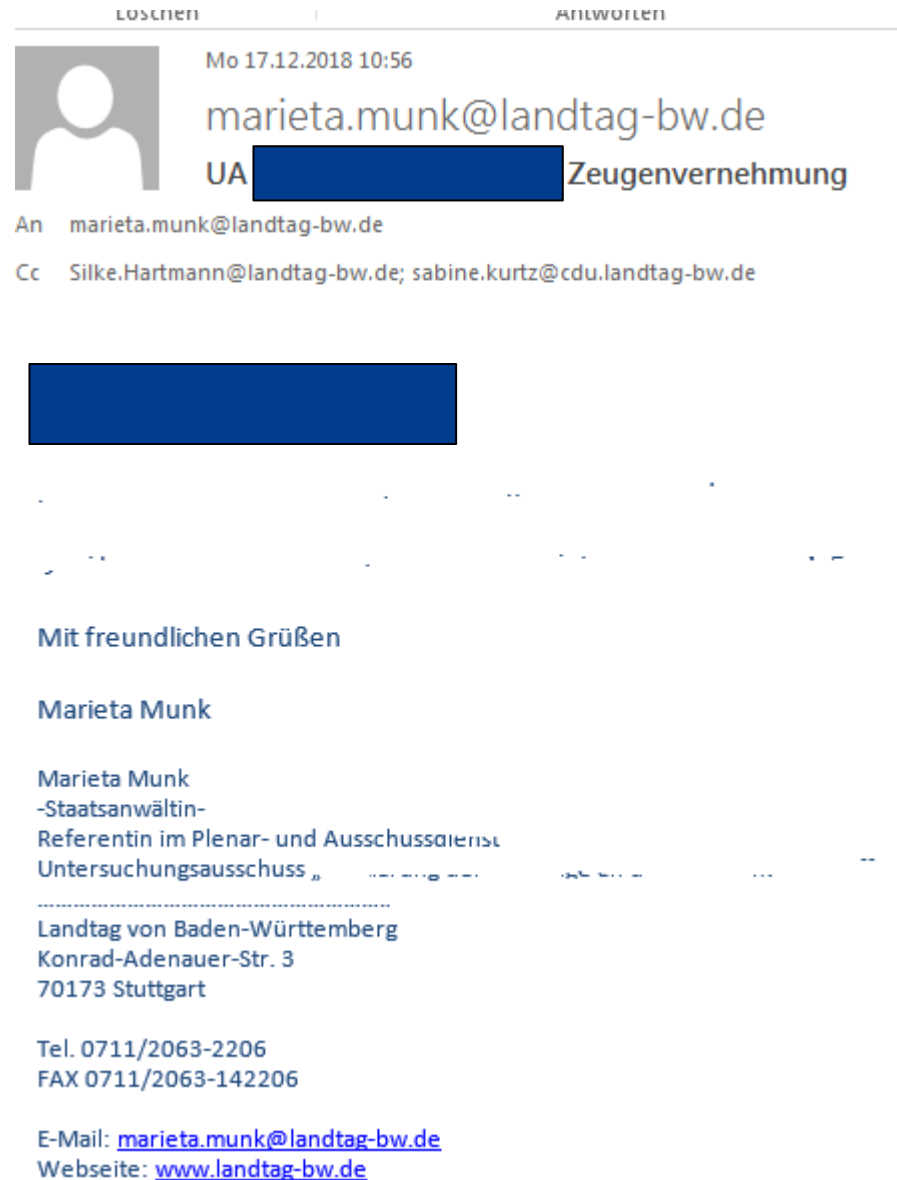 Löschen Antworten
Mo 17.12.2018 10:56
marieta.munk@landtag-bw.de
UA Zeugenvernehmung
An marieta.munk@landtag-bw.de
Cc Silke.Hartmann@landtag-bw.de; sabine.kurtz@cdu.landtag-bw.de
Mit freundlichen Grüßen
Marieta Munk
Marieta Munk
-Staatsanwältin-
Referentin im Plenar- und Ausschussdienst
Untersuchungsausschuss „
Landtag von Baden-Württemberg
Konrad-Adenauer-Str. 3
70173 Stuttgart
Tel. 0711/2063-2206
FAX 0711/2063-142206
E-Mail: marieta.munk@landtag-bw.de
Webseite: www.landtag-bw.de